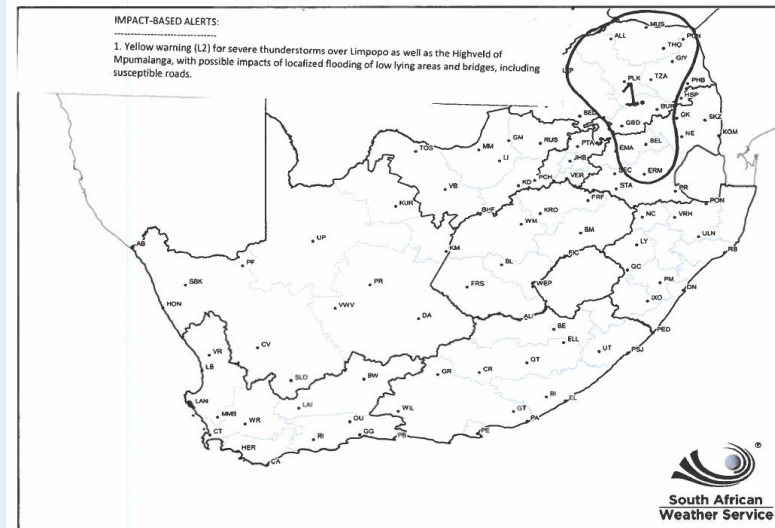 IMPACT-BASED ALERTS:
1. Yellow warning (L2) for severe thunderstorms over Limpopo as well as the Highveld of
Mpumalanga, with possible impacts of localized flooding of low lying areas and bridges, including
susceptible roads.
MUS
ALL
PUN
THO
GIY
LEP
PLK
TZA
PHB
1.
HSP
BEL
BUR
GBD
GK
SKZ
TOS
MM
GM
RUS
PTA
EMA
BEL
NE
KOM
LI
JHB
VB
KD
PCH
VER
SEC
ERM
STA
PR
KUR
BHF
KRO
FRF
PON
WM
NC
VRH
AB
UP
KM
BM
LY
ULN
RB
PF
BL
FIC
GC
SBK
PR
FRS
WEP
PM
DN
HON
VWV
IXO
DA
ALI
BE
PED
CV
ELL
UT
PSJ
VR
LB
GR
CR
QT
SLD
BW
LAN
LAI
WIL
BI
EL
MMB
WR
OU
GT
PA
CT
RI
GG
PB
PE
HER
CA
®
South African
Weather Service